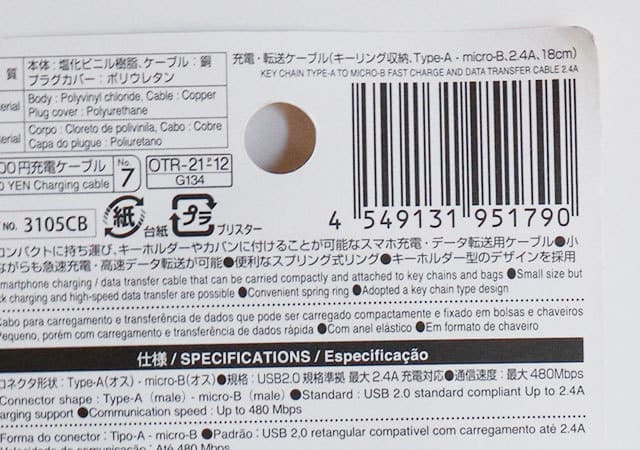 充電・転送ケーブル(キーリング収納、Type-A - micro-B、2.4A、18cm)
KEY CHAIN TYPE-A TO MICRO-B FAST CHARGE AND DATA TRANSFER CABLE 2.4A
質 本体:塩化ビニル樹脂、ケーブル:銅
プラグカバー:ポリウレタン
Body : Polyvinyl chloride, Cable : Copper
Plug cover : Polyurethane
Corpo : Cloreto de polivinila, Cabo : Cobre
Capa do plugue : Poliuretano
00円充電ケーブル No. 7
YEN Charging cable
OTR-21-12
G134
NO. 3105CB
紙 台紙 プラ ブリスター
4 549131 951790
コンパクトに持ち運び、キーホルダーやカバンに付けることが可能なスマホ充電・データ転送用ケーブル●小
ながらも急速充電・高速データ転送が可能●便利なスプリング式リング●キーホルダー型のデザインを採用
smartphone charging / data transfer cable that can be carried compactly and attached to key chains and bags ●Small size but
charging and high-speed data transfer are possible ●Convenient spring ring ●Adopted a key chain type design
Cabo para carregamento e transferência de dados que pode ser carregado compactamente e fixado em bolsas e chaveiros
Pequeno, porém com carregamento e transferência de dados rápida ●Com anel elástico ●Em formato de chaveiro
仕様 / SPECIFICATIONS / Especificação
コネクタ形状:Type-A(オス) - micro-B(オス)●規格:USB2.0 規格準拠 最大 2.4A 充電対応●通信速度:最大 480Mbps
Connector shape : Type-A (male) - micro-B (male) ●Standard : USB 2.0 standard compliant Up to 2.4A
charging support ●Communication speed : Up to 480 Mbps
Forma do conector : Tipo-A - micro-B ●Padrão : USB 2,0 retangular compatível com carregamento até 2.4A
Até 480 Mbps